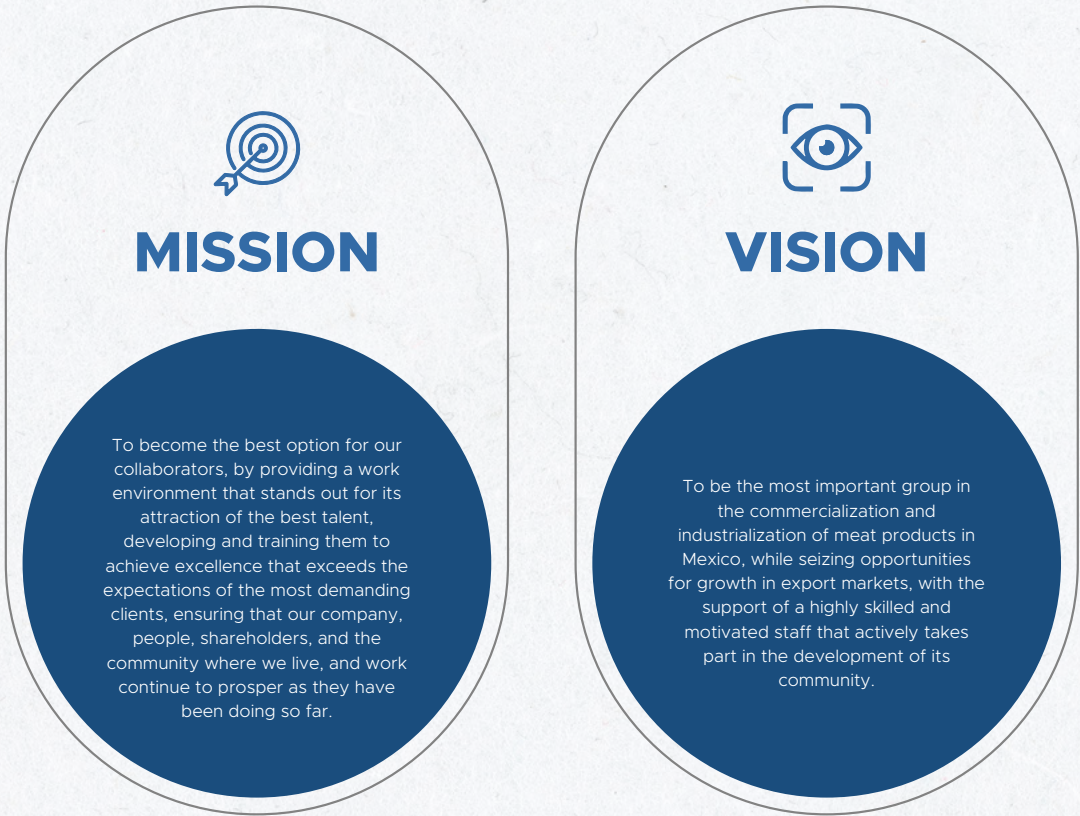 MISSION
To become the best option for our
collaborators, by providing a work
environment that stands out for its
attraction of the best talent,
developing and training them to
achieve excellence that exceeds the
expectations of the most demanding
clients, ensuring that our company,
people, shareholders, and the
community where we live, and work
continue to prosper as they have
been doing so far.
VISION
To be the most important group in
the commercialization and
industrialization of meat products in
Mexico, while seizing opportunities
for growth in export markets, with the
support of a highly skilled and
motivated staff that actively takes
part in the development of its
community.